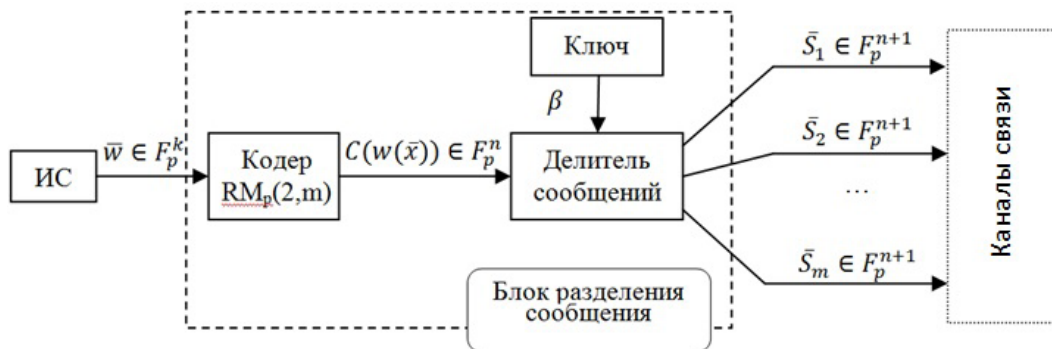 Ключ
β
ИС
w̄ ∈ F_p^k
Кодер
RM_p(2,m)
C(w(x̄)) ∈ F_p^n
Делитель
сообщений
S̄_1 ∈ F_p^{n+1}
S̄_2 ∈ F_p^{n+1}
...
S̄_m ∈ F_p^{n+1}
Каналы связи
Блок разделения
сообщения